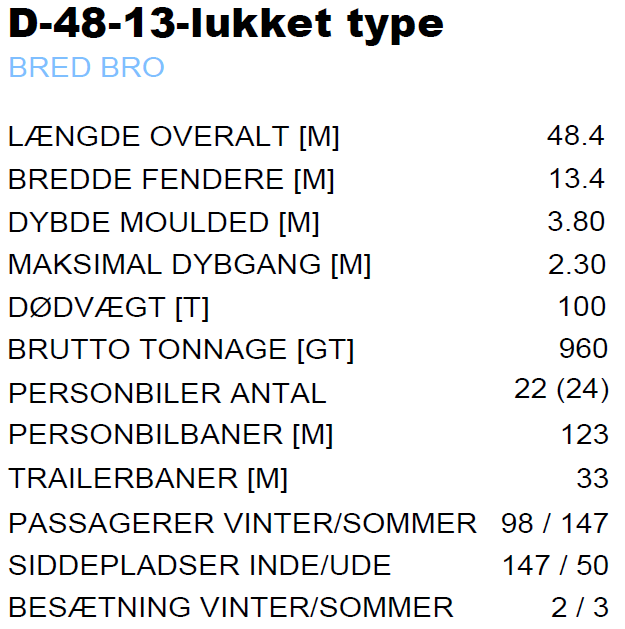 D-48-13-lukket type
BRED BRO
LÆNGDE OVERALT [M] 48.4
BREDDE FENDERE [M] 13.4
DYBDE MOULDED [M] 3.80
MAKSIMAL DYBGANG [M] 2.30
DØDVÆGT [T] 100
BRUTTO TONNAGE [GT] 960
PERSONBILER ANTAL 22 (24)
PERSONBILBANER [M] 123
TRAILERBANER [M] 33
PASSAGERER VINTER/SOMMER 98 / 147
SIDDEPLADSER INDE/UDE 147 / 50
BESÆTNING VINTER/SOMMER 2 / 3